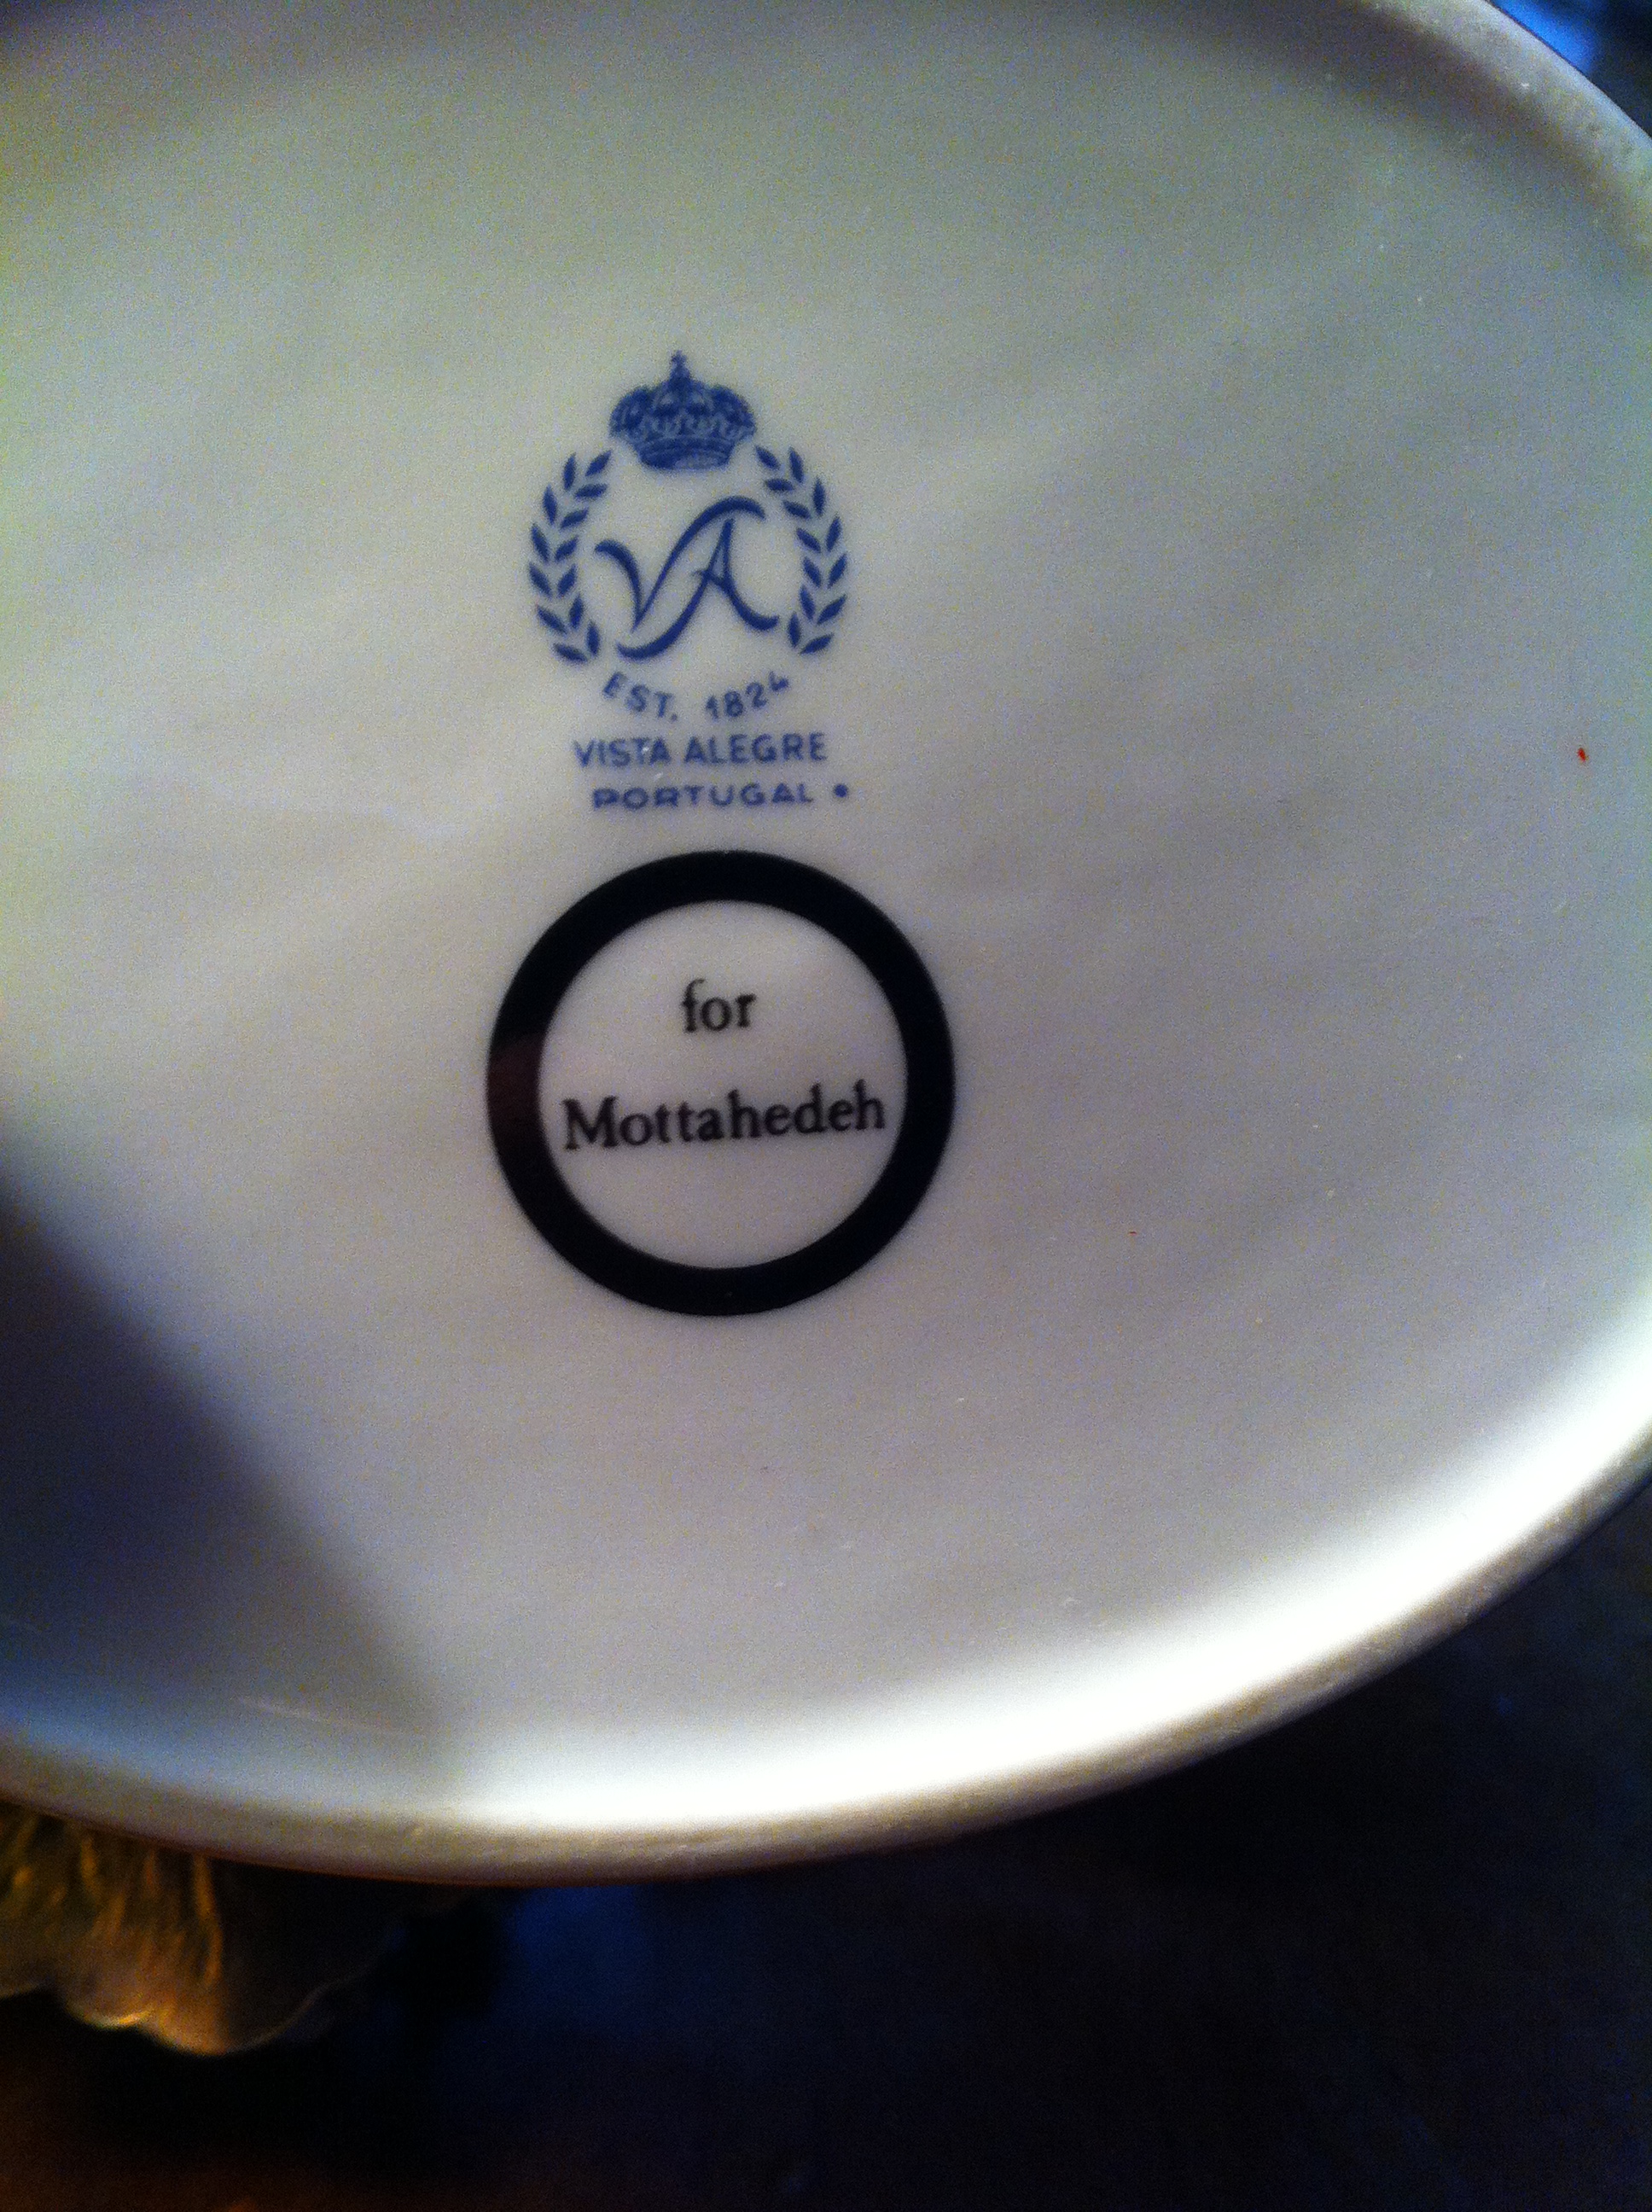 VA
EST. 1824
VISTA ALEGRE
PORTUGAL
for
Mottahedeh